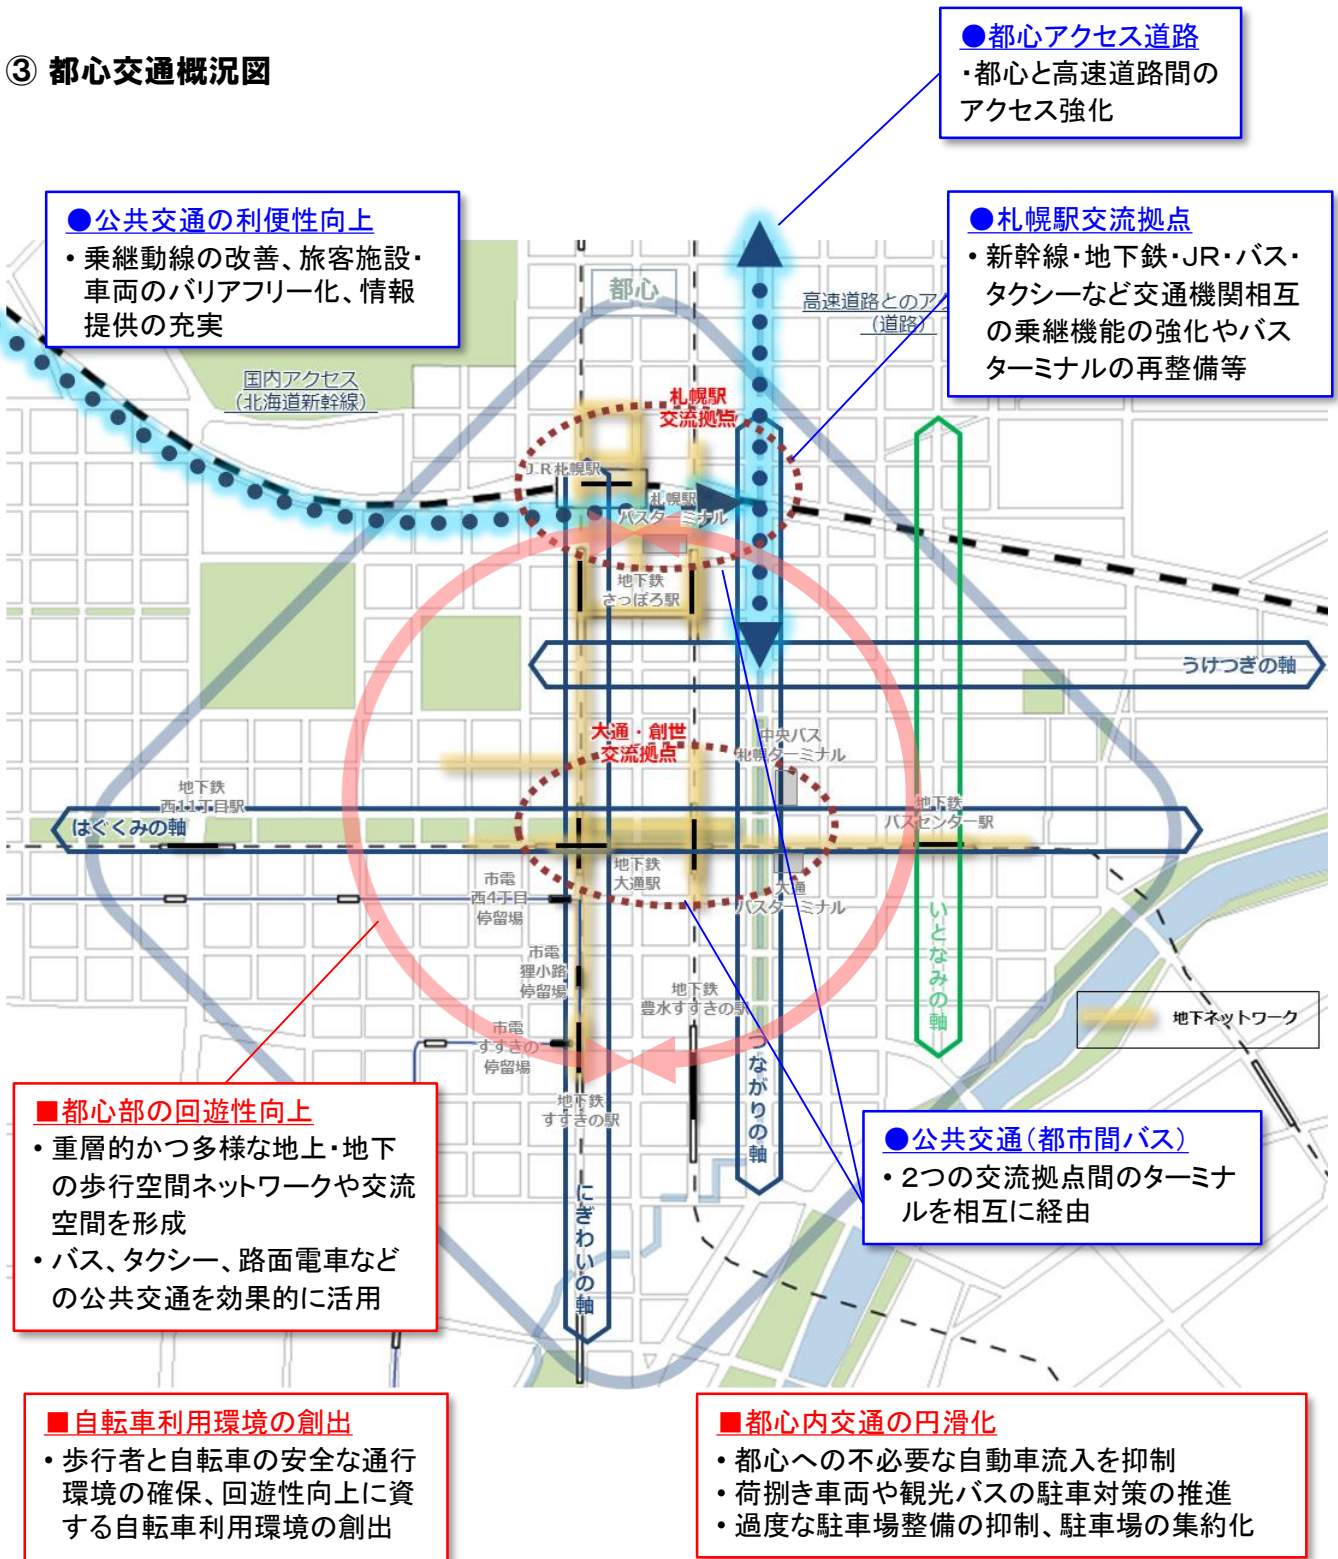 ③ 都心交通概況図
●都心アクセス道路
・都心と高速道路間の
アクセス強化
●公共交通の利便性向上
• 乗継動線の改善、旅客施設・
車両のバリアフリー化、情報
提供の充実
●札幌駅交流拠点
• 新幹線・地下鉄・JR・バス・
タクシーなど交通機関相互
の乗継機能の強化やバス
ターミナルの再整備等
都心
高速道路とのア
（道路）
国内アクセス
（北海道新幹線）
札幌駅
交流拠点
JR札幌駅
札幌駅
バスターミナル
地下鉄
さっぽろ駅
うけつぎの軸
大通・創世
交流拠点
中央バス
札幌ターミナル
地下鉄
西11丁目駅
はぐくみの軸
地下鉄
バスセンター駅
地下鉄
大通駅
市電
西4丁目
停留場
大通
バスターミナル
市電
狸小路
停留場
地下鉄
豊水すすきの駅
いとなみの軸
地下ネットワーク
市電
すすきの
停留場
つながりの軸
地下鉄
すすきの駅
にぎわいの軸
■都心部の回遊性向上
• 重層的かつ多様な地上・地下
の歩行空間ネットワークや交流
空間を形成
• バス、タクシー、路面電車など
の公共交通を効果的に活用
●公共交通（都市間バス）
• 2つの交流拠点間のターミナ
ルを相互に経由
■自転車利用環境の創出
• 歩行者と自転車の安全な通行
環境の確保、回遊性向上に資
する自転車利用環境の創出
■都心内交通の円滑化
• 都心への不必要な自動車流入を抑制
• 荷捌き車両や観光バスの駐車対策の推進
• 過度な駐車場整備の抑制、駐車場の集約化